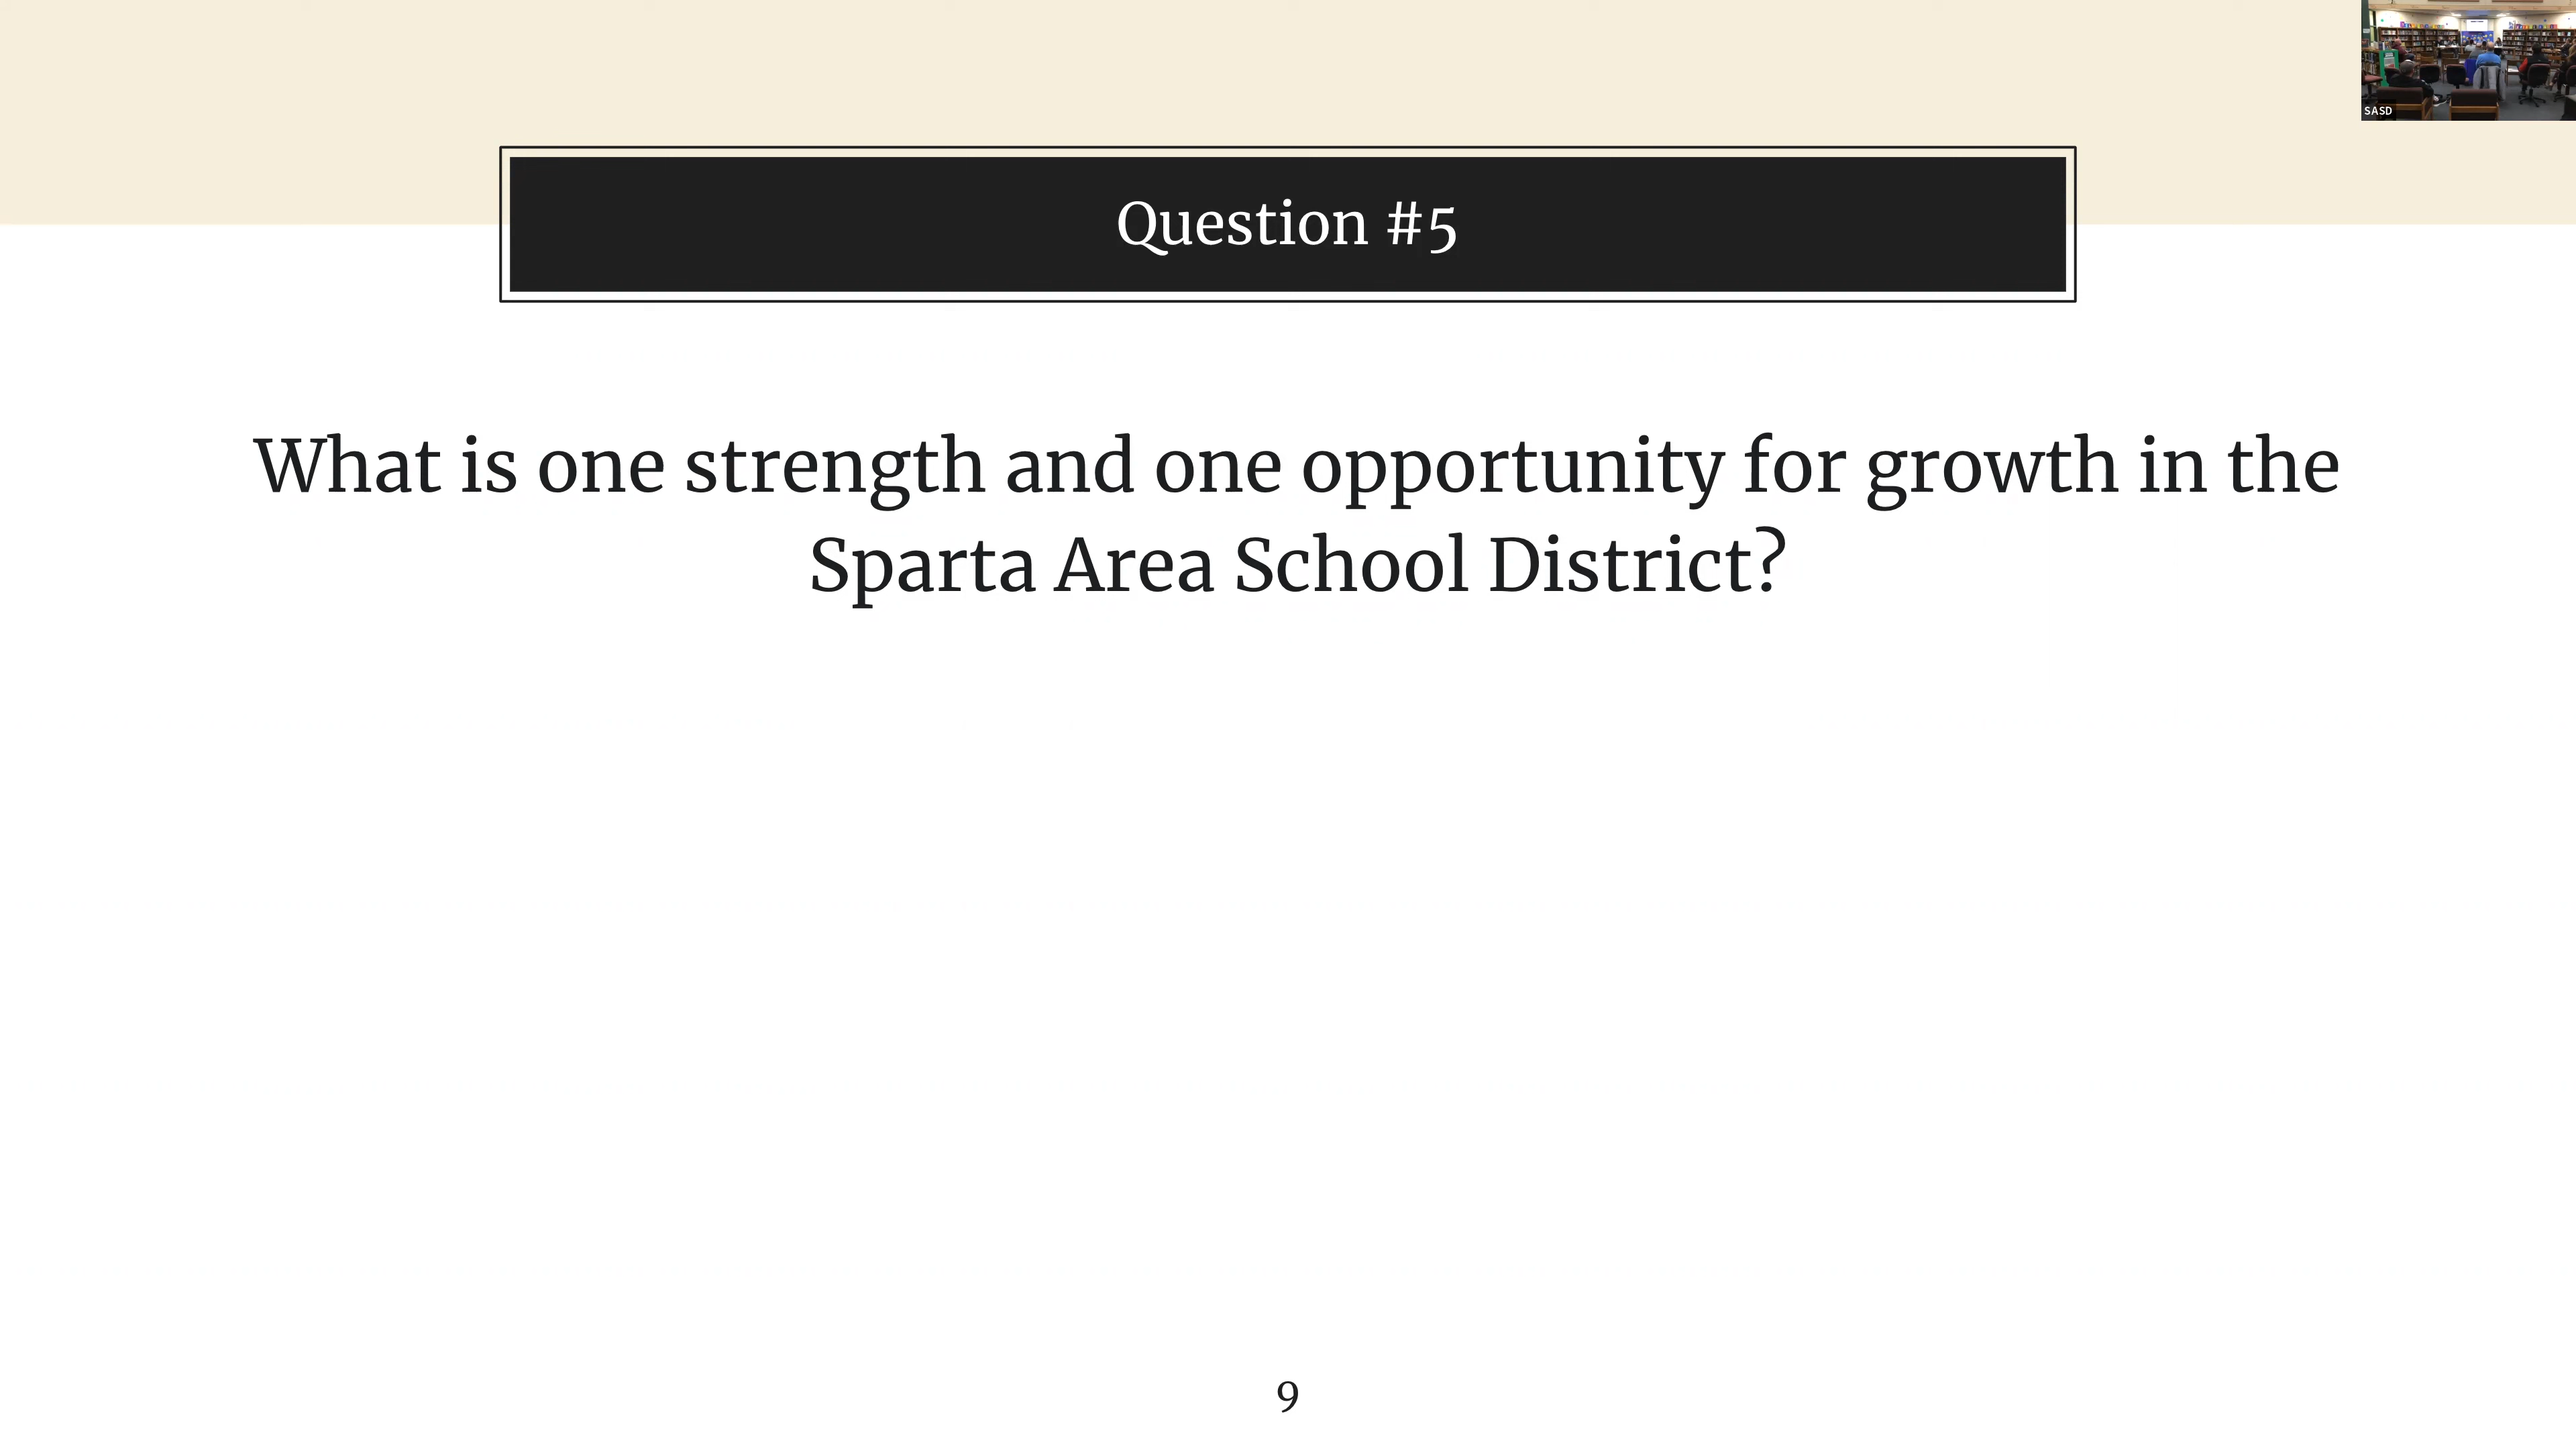 SASD
Question #5
What is one strength and one opportunity for growth in the
Sparta Area School District?
9